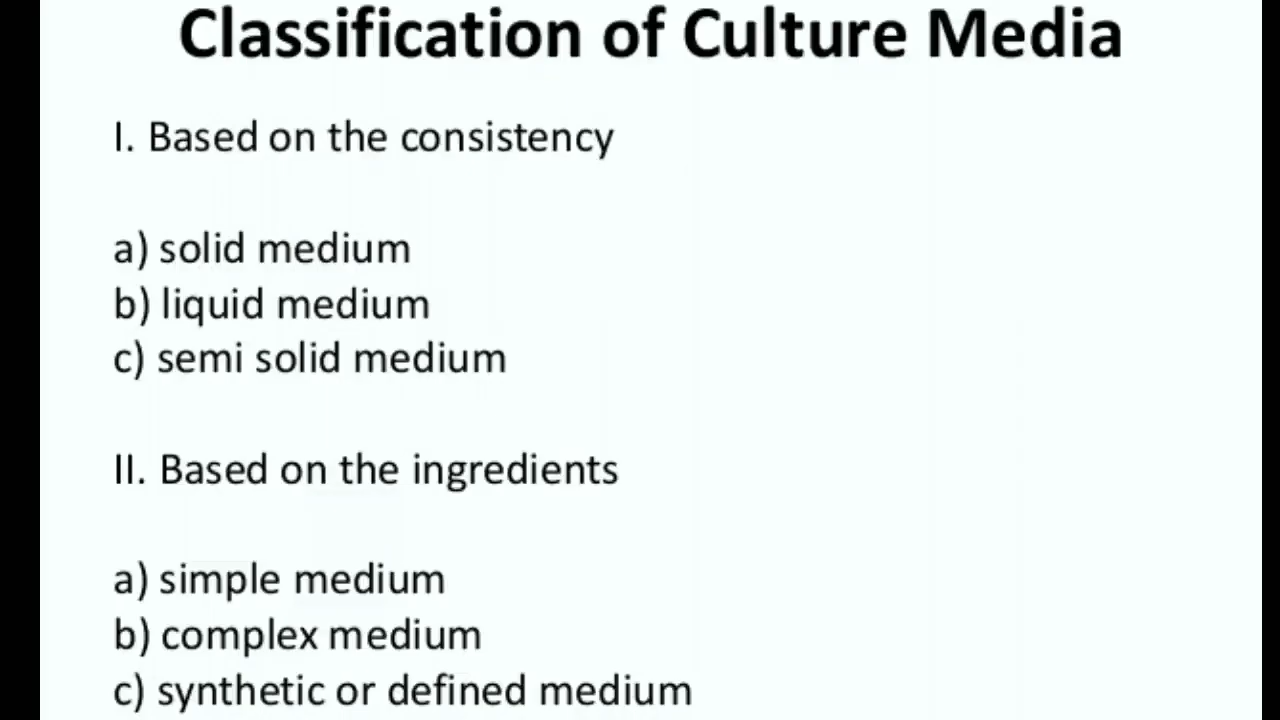 Classification of Culture Media
I. Based on the consistency
a) solid medium
b) liquid medium
c) semi solid medium
II. Based on the ingredients
a) simple medium
b) complex medium
c) synthetic or defined medium